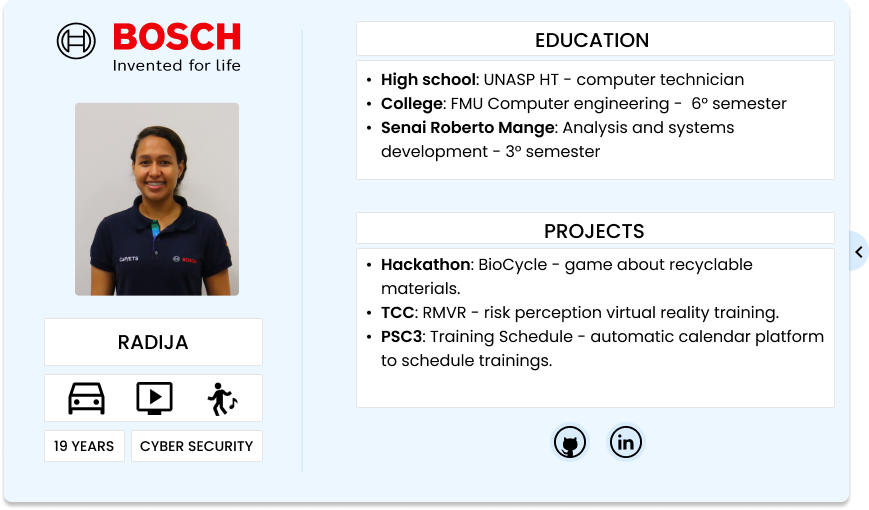 BOSCH
Invented for life
RADIJA
19 YEARS
CYBER SECURITY
EDUCATION
• High school: UNASP HT - computer technician
• College: FMU Computer engineering - 6º semester
• Senai Roberto Mange: Analysis and systems
development - 3º semester
PROJECTS
• Hackathon: BioCycle - game about recyclable
materials.
• TCC: RMVR - risk perception virtual reality training.
• PSC3: Training Schedule - automatic calendar platform
to schedule trainings.
in
BOSCH